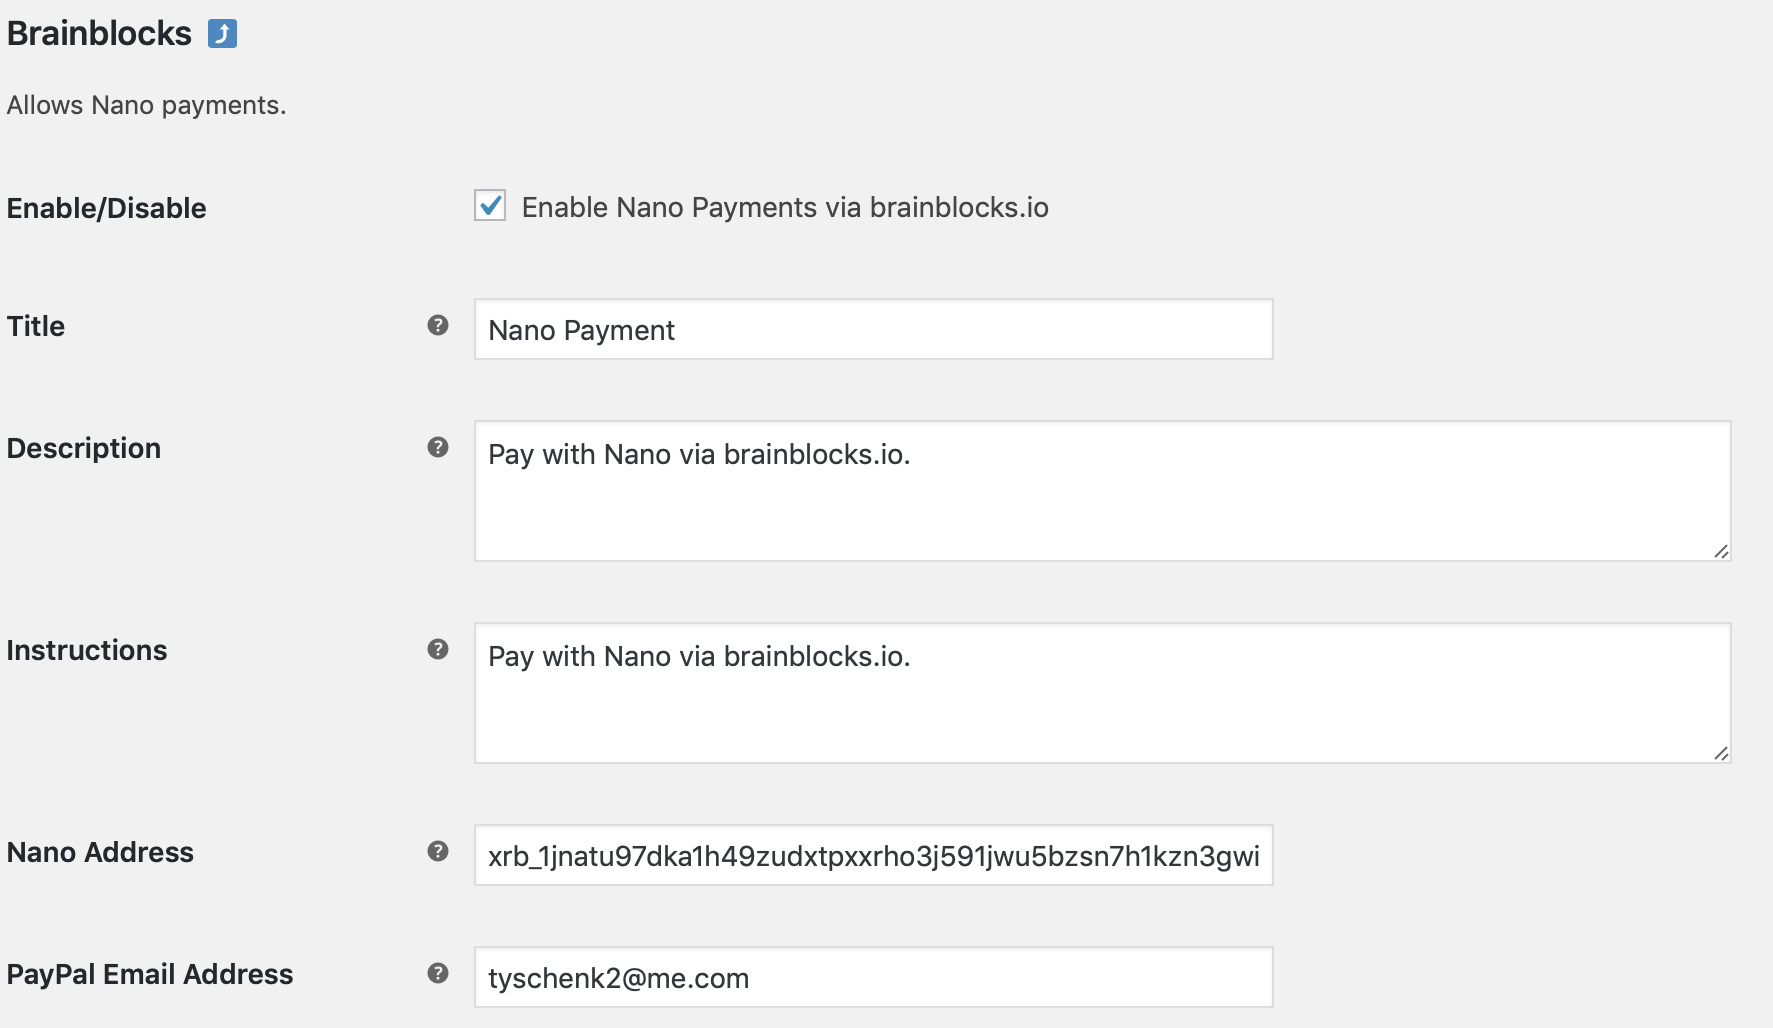 Brainblocks
Allows Nano payments.
Enable/Disable
Enable Nano Payments via brainblocks.io
Title
Nano Payment
Description
Pay with Nano via brainblocks.io.
Instructions
Pay with Nano via brainblocks.io.
Nano Address
xrb_1jnatu97dka1h49zudxtpxxrho3j591jwu5bzsn7h1kzn3gwi
PayPal Email Address
tyschenk2@me.com